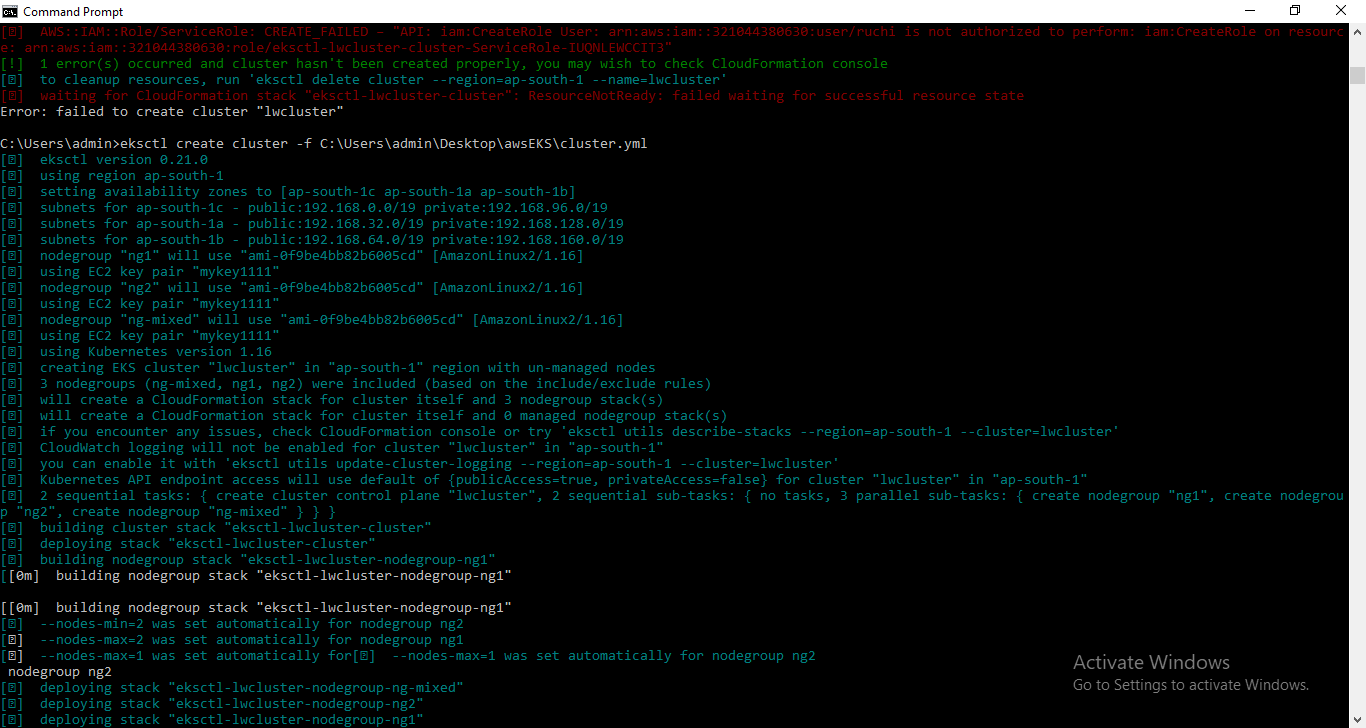 Command Prompt
[?] AWS::IAM::Role/ServiceRole: CREATE_FAILED – "API: iam:CreateRole User: arn:aws:iam::321044380630:user/ruchi is not authorized to perform: iam:CreateRole on resourc
e: arn:aws:iam::321044380630:role/eksctl-lwcluster-cluster-ServiceRole-IUQNLEWCCIT3"
[!] 1 error(s) occurred and cluster hasn't been created properly, you may wish to check CloudFormation console
[?] to cleanup resources, run 'eksctl delete cluster --region=ap-south-1 --name=lwcluster'
[?] waiting for CloudFormation stack "eksctl-lwcluster-cluster": ResourceNotReady: failed waiting for successful resource state
Error: failed to create cluster "lwcluster"
C:\Users\admin>eksctl create cluster -f C:\Users\admin\Desktop\awsEKS\cluster.yml
[?] eksctl version 0.21.0
[?] using region ap-south-1
[?] setting availability zones to [ap-south-1c ap-south-1a ap-south-1b]
[?] subnets for ap-south-1c - public:192.168.0.0/19 private:192.168.96.0/19
[?] subnets for ap-south-1a - public:192.168.32.0/19 private:192.168.128.0/19
[?] subnets for ap-south-1b - public:192.168.64.0/19 private:192.168.160.0/19
[?] nodegroup "ng1" will use "ami-0f9be4bb82b6005cd" [AmazonLinux2/1.16]
[?] using EC2 key pair "mykey1111"
[?] nodegroup "ng2" will use "ami-0f9be4bb82b6005cd" [AmazonLinux2/1.16]
[?] using EC2 key pair "mykey1111"
[?] nodegroup "ng-mixed" will use "ami-0f9be4bb82b6005cd" [AmazonLinux2/1.16]
[?] using EC2 key pair "mykey1111"
[?] using Kubernetes version 1.16
[?] creating EKS cluster "lwcluster" in "ap-south-1" region with un-managed nodes
[?] 3 nodegroups (ng-mixed, ng1, ng2) were included (based on the include/exclude rules)
[?] will create a CloudFormation stack for cluster itself and 3 nodegroup stack(s)
[?] will create a CloudFormation stack for cluster itself and 0 managed nodegroup stack(s)
[?] if you encounter any issues, check CloudFormation console or try 'eksctl utils describe-stacks --region=ap-south-1 --cluster=lwcluster'
[?] CloudWatch logging will not be enabled for cluster "lwcluster" in "ap-south-1"
[?] you can enable it with 'eksctl utils update-cluster-logging --region=ap-south-1 --cluster=lwcluster'
[?] Kubernetes API endpoint access will use default of {publicAccess=true, privateAccess=false} for cluster "lwcluster" in "ap-south-1"
[?] 2 sequential tasks: { create cluster control plane "lwcluster", 2 sequential sub-tasks: { no tasks, 3 parallel sub-tasks: { create nodegroup "ng1", create nodegrou
p "ng2", create nodegroup "ng-mixed" } } }
[?] building cluster stack "eksctl-lwcluster-cluster"
[?] deploying stack "eksctl-lwcluster-cluster"
[?] building nodegroup stack "eksctl-lwcluster-nodegroup-ng1"
[[0m] building nodegroup stack "eksctl-lwcluster-nodegroup-ng1"
[[0m] building nodegroup stack "eksctl-lwcluster-nodegroup-ng1"
[?] --nodes-min=2 was set automatically for nodegroup ng2
[?] --nodes-max=2 was set automatically for nodegroup ng1
[?] --nodes-max=1 was set automatically for[?] --nodes-max=1 was set automatically for nodegroup ng2
nodegroup ng2
[?] deploying stack "eksctl-lwcluster-nodegroup-ng-mixed"
[?] deploying stack "eksctl-lwcluster-nodegroup-ng2"
[?] deploying stack "eksctl-lwcluster-nodegroup-ng1"
Activate Windows
Go to Settings to activate Windows.